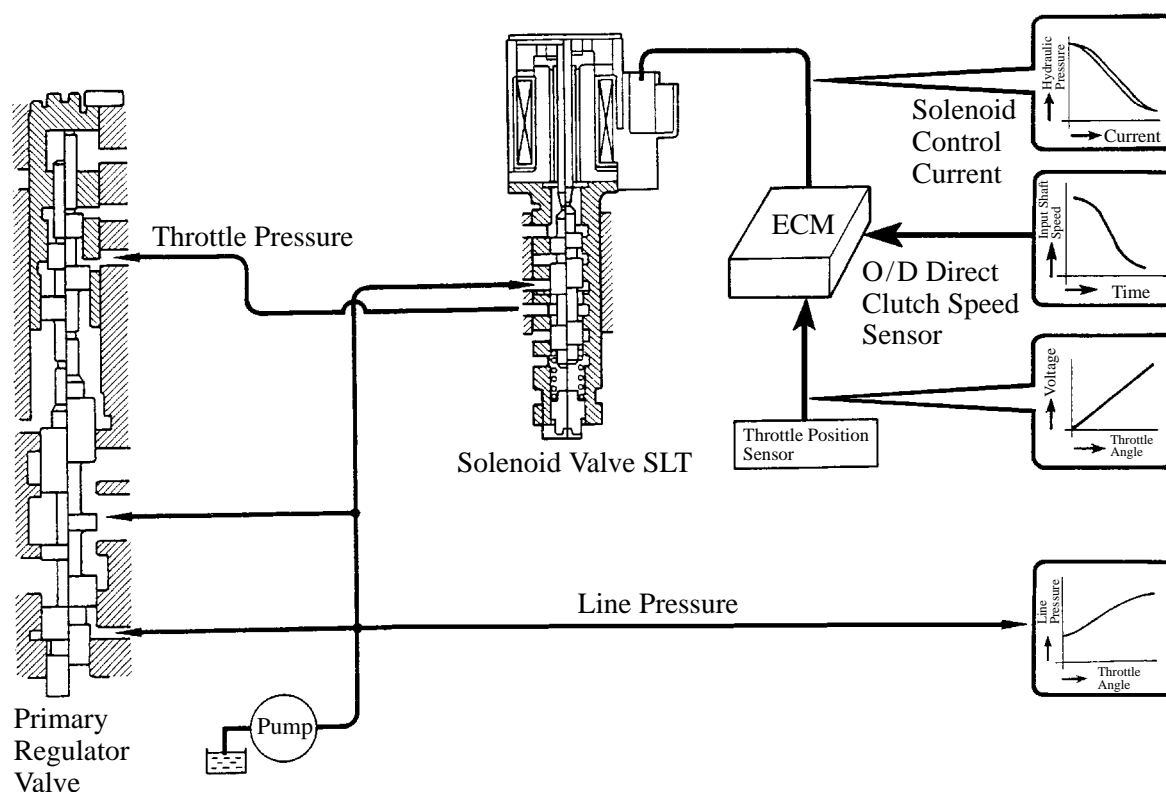 Hydraulic
Pressure
Current
Solenoid
Control
Current
Input Shaft
Speed
Time
ECM
O/D Direct
Clutch Speed
Sensor
Throttle Pressure
Voltage
Throttle
Angle
Throttle Position
Sensor
Solenoid Valve SLT
Line Pressure
Line
Pressure
Throttle
Angle
Pump
Primary
Regulator
Valve